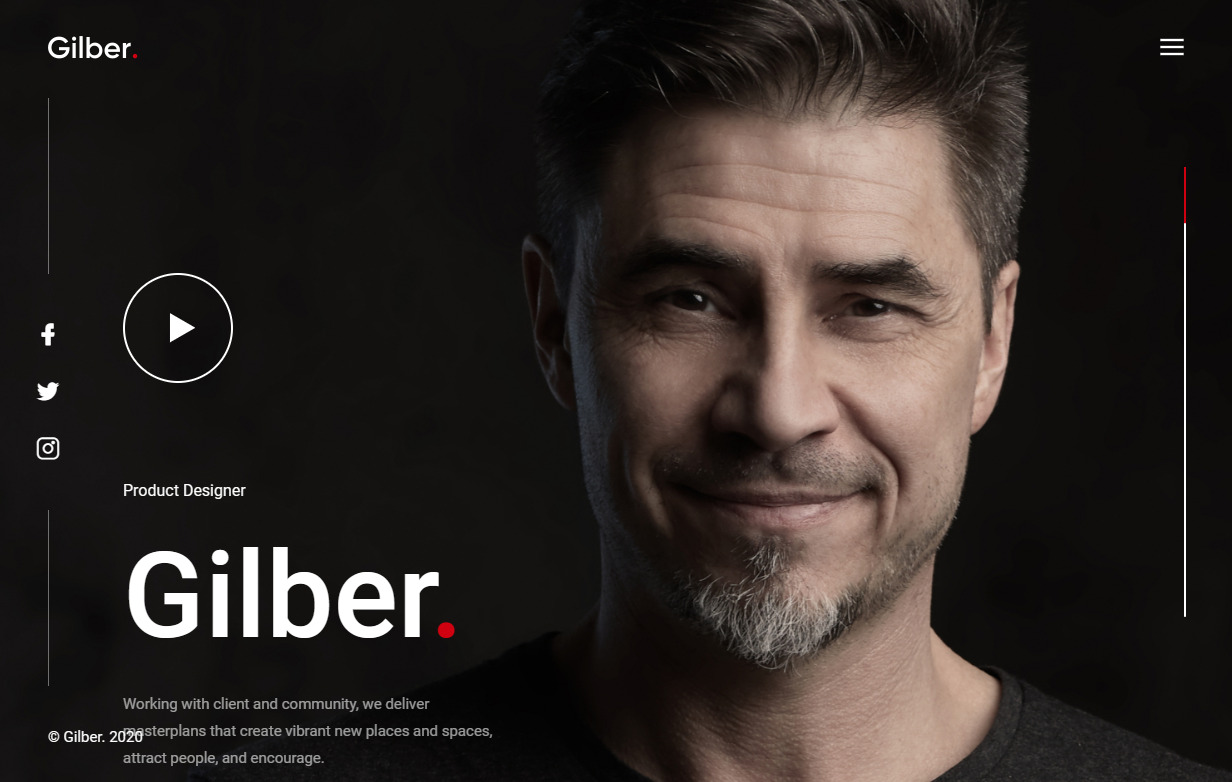 Gilber.
Product Designer
Gilber.
Working with client and community, we deliver
masterplans that create vibrant new places and spaces,
attract people, and encourage.
© Gilber. 2020